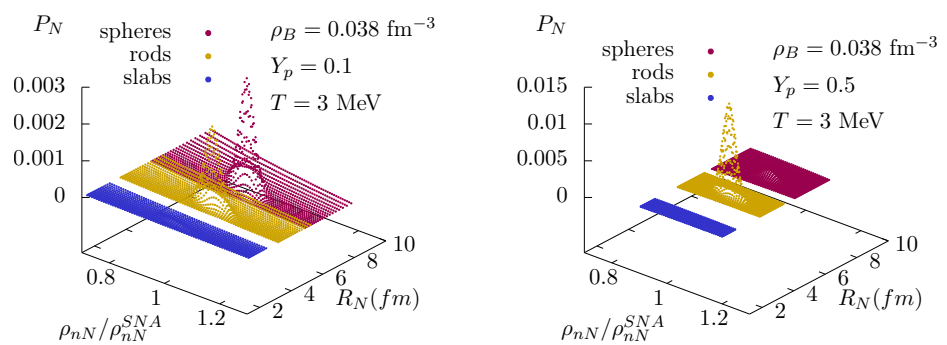 P_N
spheres
rods
slabs
ρ_B = 0.038 fm⁻³
Y_p = 0.1
T = 3 MeV
0.003
0.002
0.001
0
0.8
1
1.2
ρ_{nN}/ρ_{nN}^{SNA}
2
4
6
8
10
R_N(fm)
P_N
spheres
rods
slabs
ρ_B = 0.038 fm⁻³
Y_p = 0.5
T = 3 MeV
0.015
0.010
0.005
0
0.8
1
1.2
ρ_{nN}/ρ_{nN}^{SNA}
2
4
6
8
10
R_N(fm)